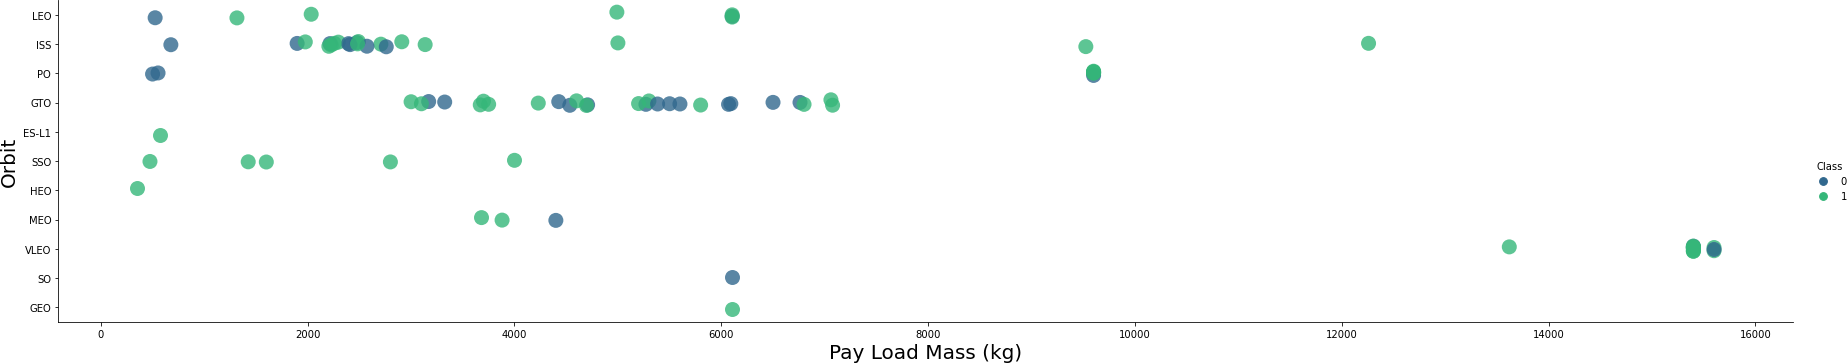 LEO
ISS
PO
GTO
ES-L1
SSO
HEO
MEO
VLEO
SO
GEO
Orbit
0 2000 4000 6000 8000 10000 12000 14000 16000
Pay Load Mass (kg)
Class
0
1